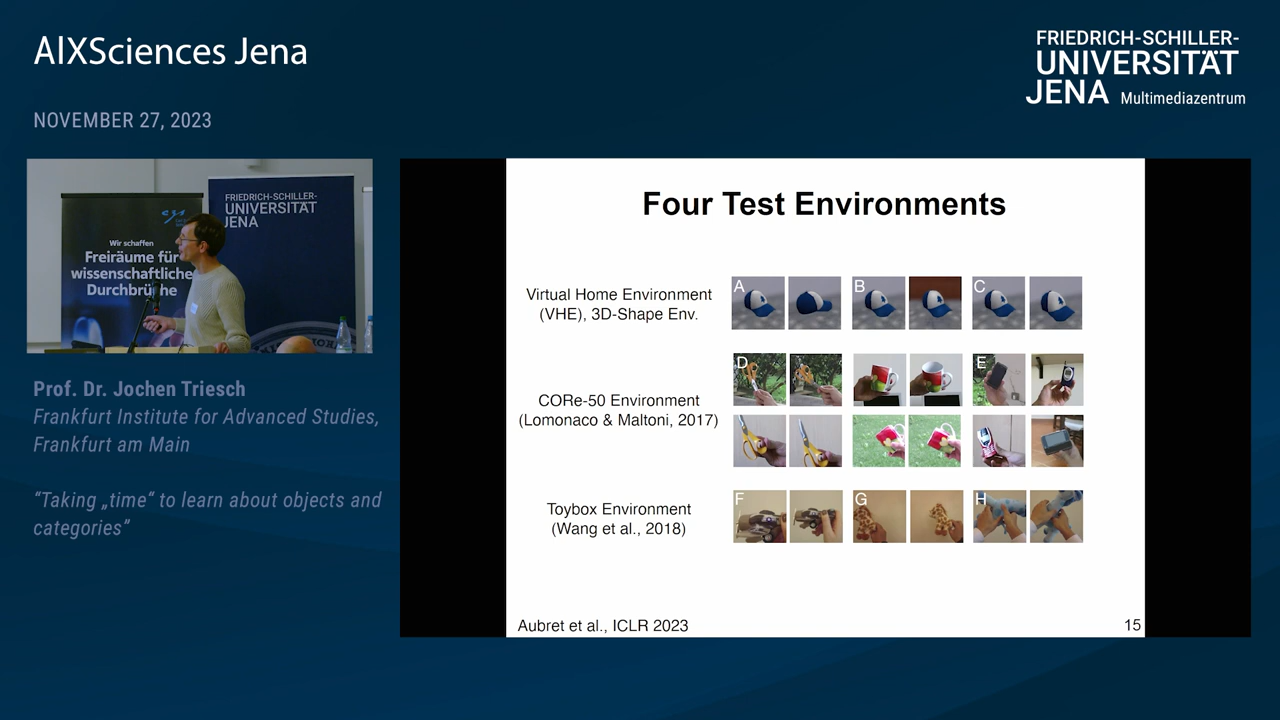 AIXSciences Jena
FRIEDRICH-SCHILLER-
UNIVERSITÄT
JENA Multimediazentrum
NOVEMBER 27, 2023
Wir schaffen
Freiräume für
wissenschaftliche
Durchbrüche
FRIEDRICH-SCHILLER-
UNIVERSITÄT
JENA
Prof. Dr. Jochen Triesch
Frankfurt Institute for Advanced Studies,
Frankfurt am Main
“Taking „time“ to learn about objects and
categories”
Four Test Environments
Virtual Home Environment
(VHE), 3D-Shape Env.
A
B
C
CORe-50 Environment
(Lomonaco & Maltoni, 2017)
D
E
Toybox Environment
(Wang et al., 2018)
F
G
H
Aubret et al., ICLR 2023
15